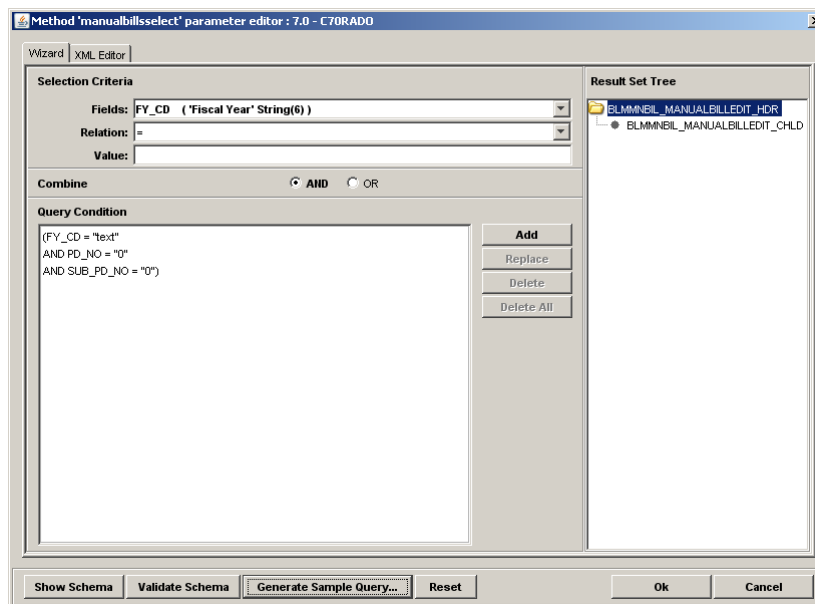 Method 'manualbillsselect' parameter editor : 7.0 - C70RADO
Wizard
XML Editor
Selection Criteria
Fields: FY_CD ( 'Fiscal Year' String(6) )
Relation: =
Value:
Combine
AND
OR
Query Condition
(FY_CD = "text"
AND PD_NO = "0"
AND SUB_PD_NO = "0")
Add
Replace
Delete
Delete All
Result Set Tree
BLMMNBIL_MANUALBILLEDIT_HDR
BLMMNBIL_MANUALBILLEDIT_CHLD
Show Schema
Validate Schema
Generate Sample Query...
Reset
Ok
Cancel